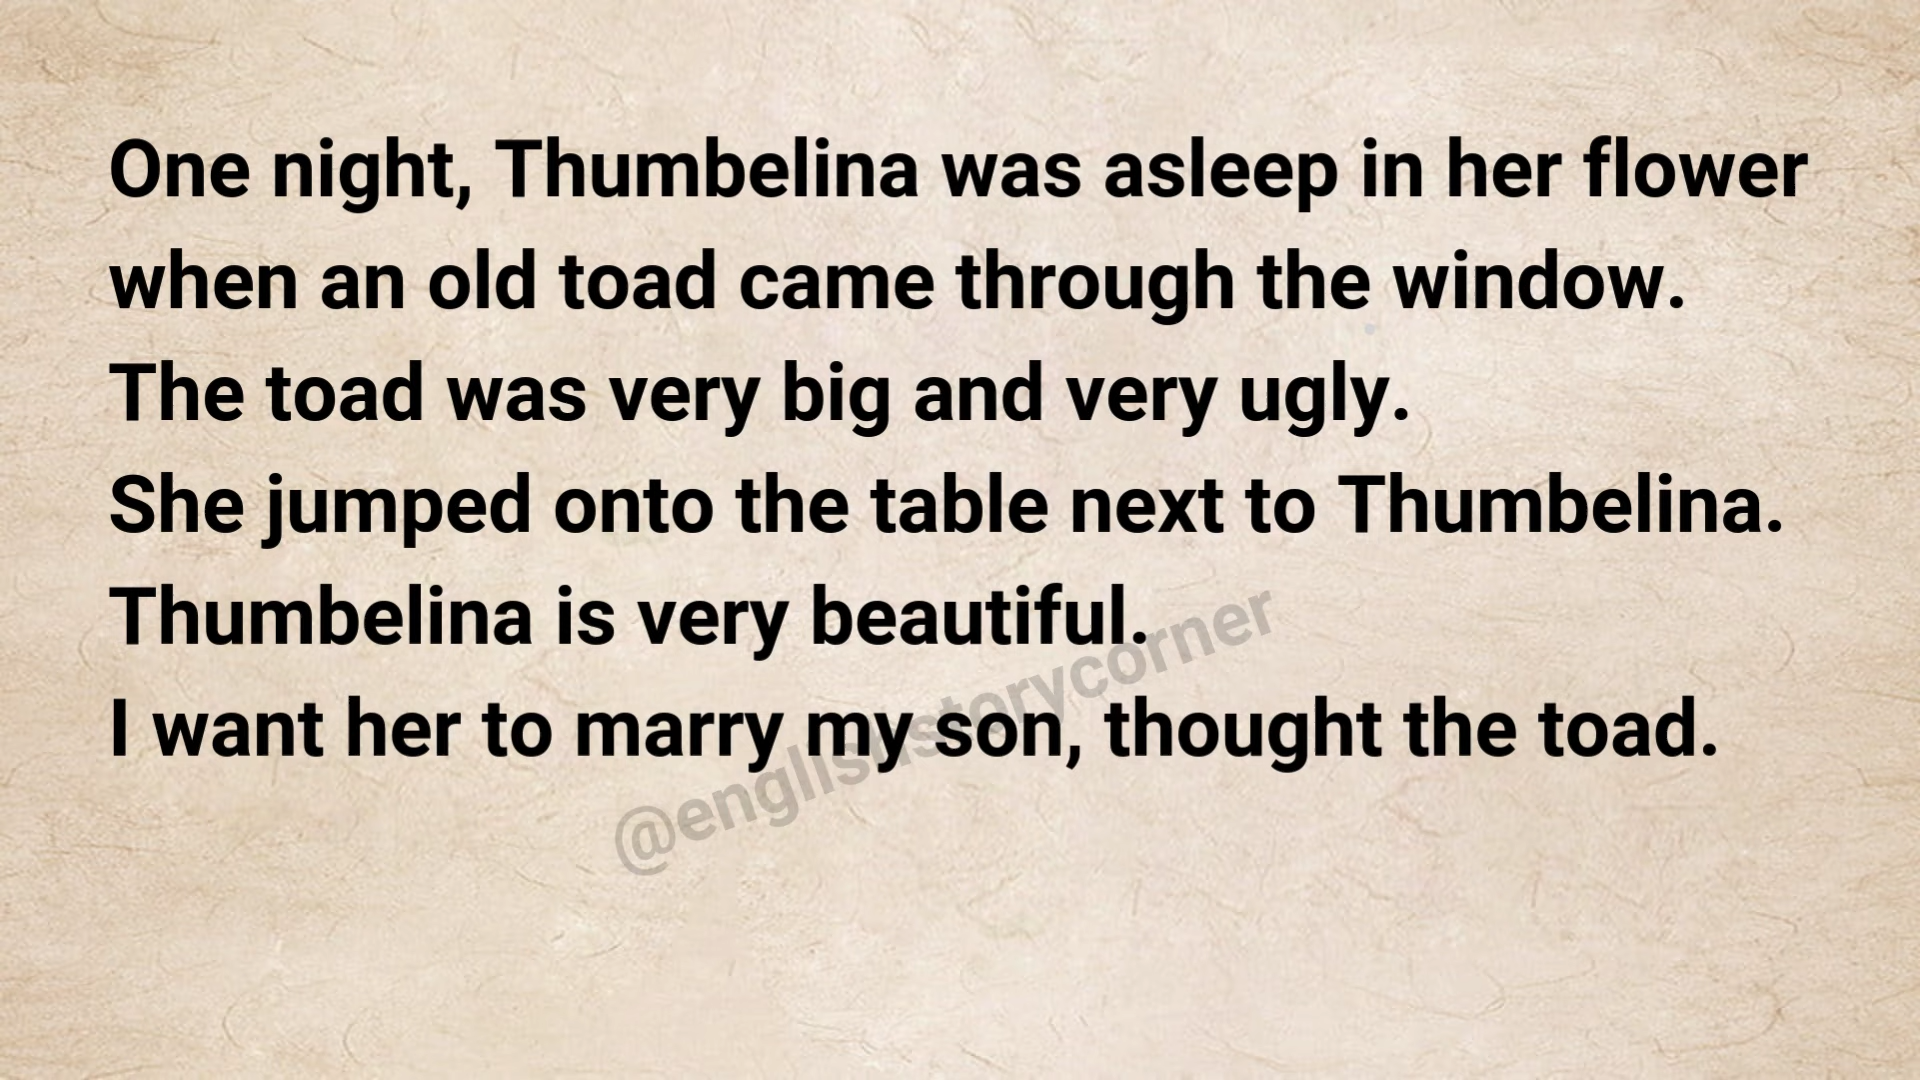 One night, Thumbelina was asleep in her flower
when an old toad came through the window.
The toad was very big and very ugly.
She jumped onto the table next to Thumbelina.
Thumbelina is very beautiful.
I want her to marry my son, thought the toad.
@englishstorycorner